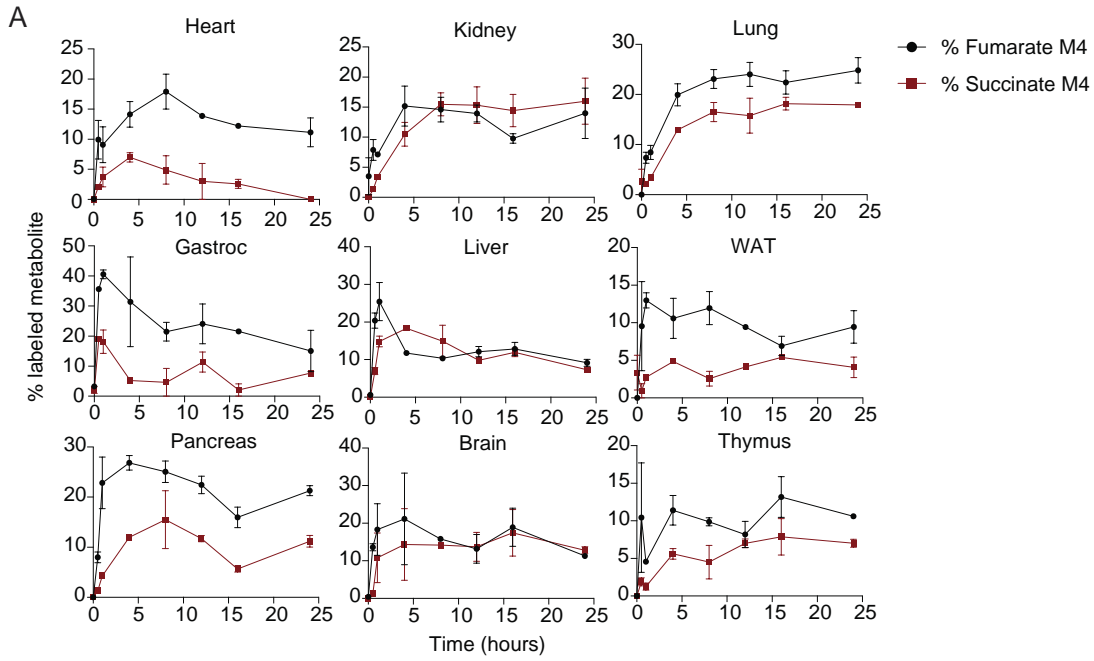 A
Heart
Kidney
Lung
% Fumarate M4
% Succinate M4
25
20
15
10
5
0
0 5 10 15 20 25
25
20
15
10
5
0
0 5 10 15 20 25
30
20
10
0
0 5 10 15 20 25
% labeled metabolite
Gastroc
Liver
WAT
50
40
30
20
10
0
0 5 10 15 20 25
40
30
20
10
0
0 5 10 15 20 25
20
15
10
5
0
0 5 10 15 20 25
Pancreas
Brain
Thymus
30
20
10
0
0 5 10 15 20 25
40
30
20
10
0
0 5 10 15 20 25
20
15
10
5
0
0 5 10 15 20 25
Time (hours)